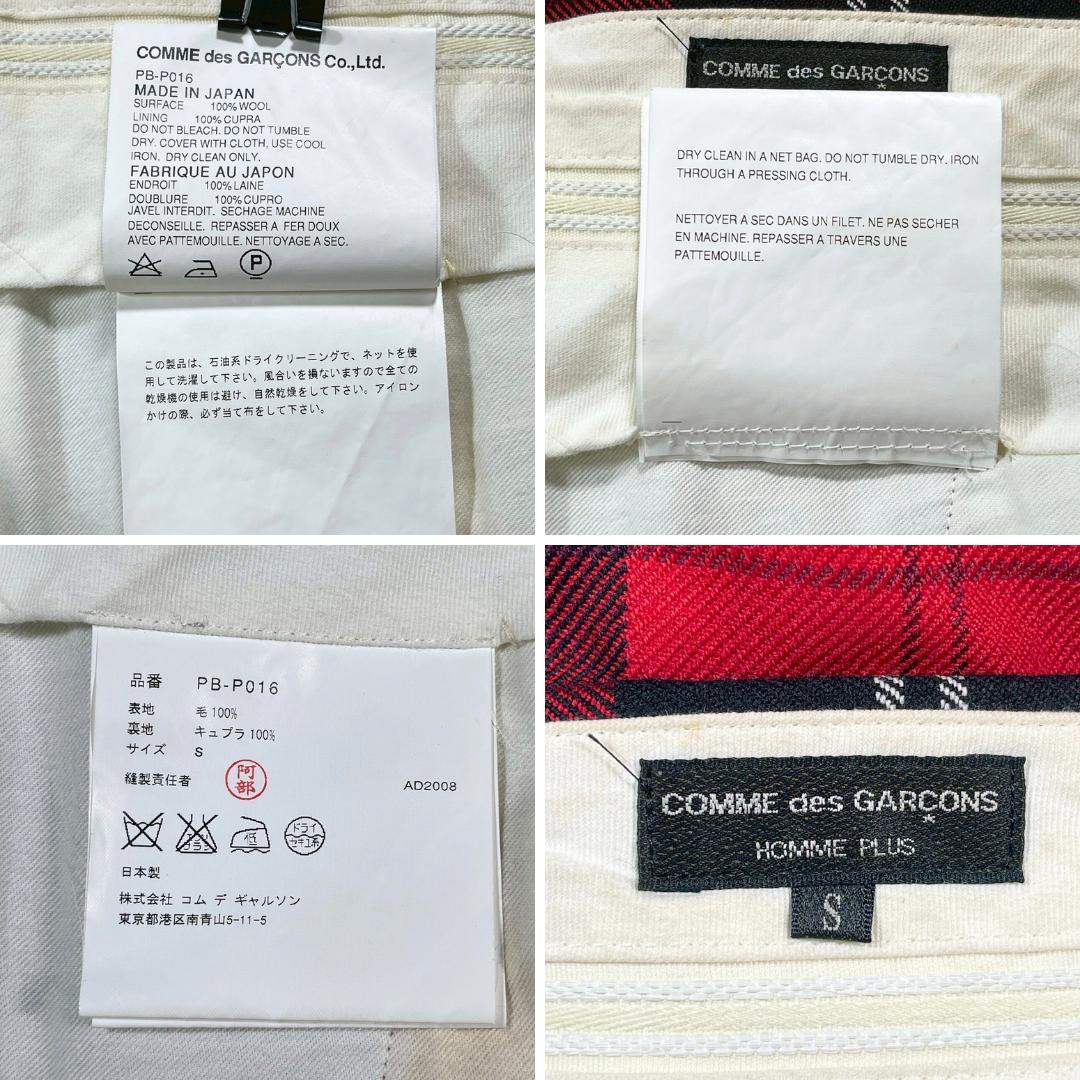 COMME des GARÇONS Co.,Ltd.
PB-P016
MADE IN JAPAN
SURFACE 100% WOOL
LINING 100% CUPRA
DO NOT BLEACH. DO NOT TUMBLE
DRY. COVER WITH CLOTH, USE COOL
IRON. DRY CLEAN ONLY.
FABRIQUE AU JAPON
ENDROIT 100% LAINE
DOUBLURE 100% CUPRO
JAVEL INTERDIT. SECHAGE MACHINE
DECONSEILLE. REPASSER A FER DOUX
AVEC PATTEMOUILLE. NETTOYAGE A SEC.
P
この製品は、石油系ドライクリーニングで、ネットを使
用して洗濯して下さい。風合いを損ないますので全ての
乾燥機の使用は避け、自然乾燥をして下さい。アイロン
かけの際、必ず当て布をして下さい。
COMME des GARCONS
DRY CLEAN IN A NET BAG. DO NOT TUMBLE DRY. IRON
THROUGH A PRESSING CLOTH.
NETTOYER A SEC DANS UN FILET. NE PAS SECHER
EN MACHINE. REPASSER A TRAVERS UNE
PATTEMOUILLE.
品番 PB-P016
表地 毛 100%
裏地 キュプラ 100%
サイズ S
縫製責任者 阿部 AD2008
エンソ サラシ 低 ドライ セキユ系
日本製
株式会社 コム デ ギャルソン
東京都港区南青山5-11-5
COMME des GARÇONS
HOMME PLUS
S